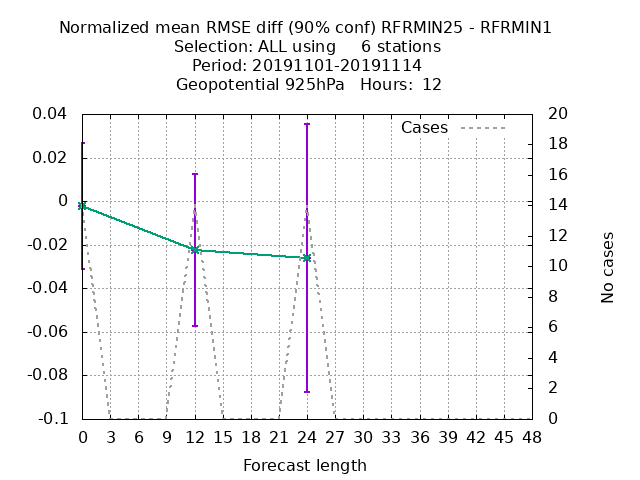 Normalized mean RMSE diff (90% conf) RFRMIN25 - RFRMIN1
Selection: ALL using 6 stations
Period: 20191101-20191114
Geopotential 925hPa Hours: 12
Cases
0.04
0.02
0
-0.02
-0.04
-0.06
-0.08
-0.1
20
18
16
14
12
10
8
6
4
2
0
No cases
0 3 6 9 12 15 18 21 24 27 30 33 36 39 42 45 48
Forecast length